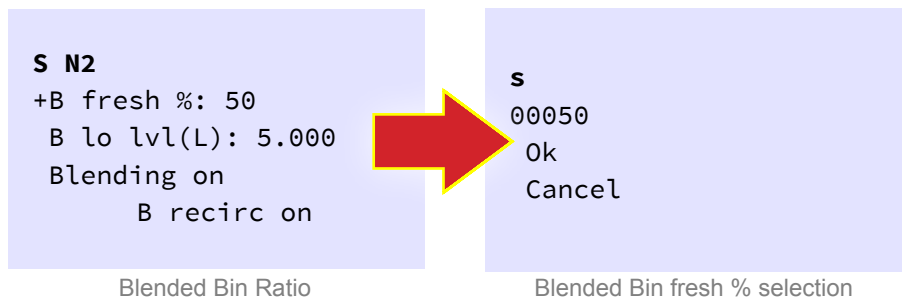 S N2
+B fresh %: 50
B lo lvl(L): 5.000
Blending on
B recirc on
Blended Bin Ratio
s
00050
Ok
Cancel
Blended Bin fresh % selection